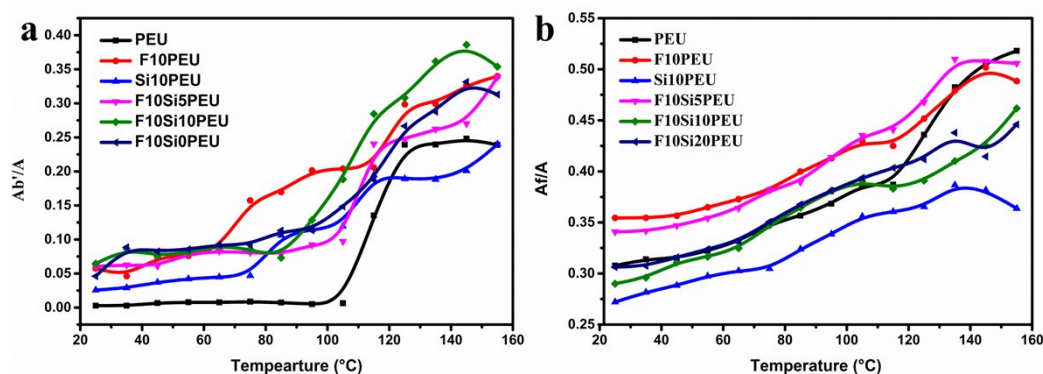 a
0.40
0.35
0.30
0.25
0.20
0.15
0.10
0.05
0.00
Ab'/A
PEU
F10PEU
Si10PEU
F10Si5PEU
F10Si10PEU
F10Si0PEU
20
40
60
80
100
120
140
160
Tempearture (°C)
b
0.55
0.50
0.45
0.40
0.35
0.30
0.25
Af/A
PEU
F10PEU
Si10PEU
F10Si5PEU
F10Si10PEU
F10Si20PEU
20
40
60
80
100
120
140
160
Temperature (°C)